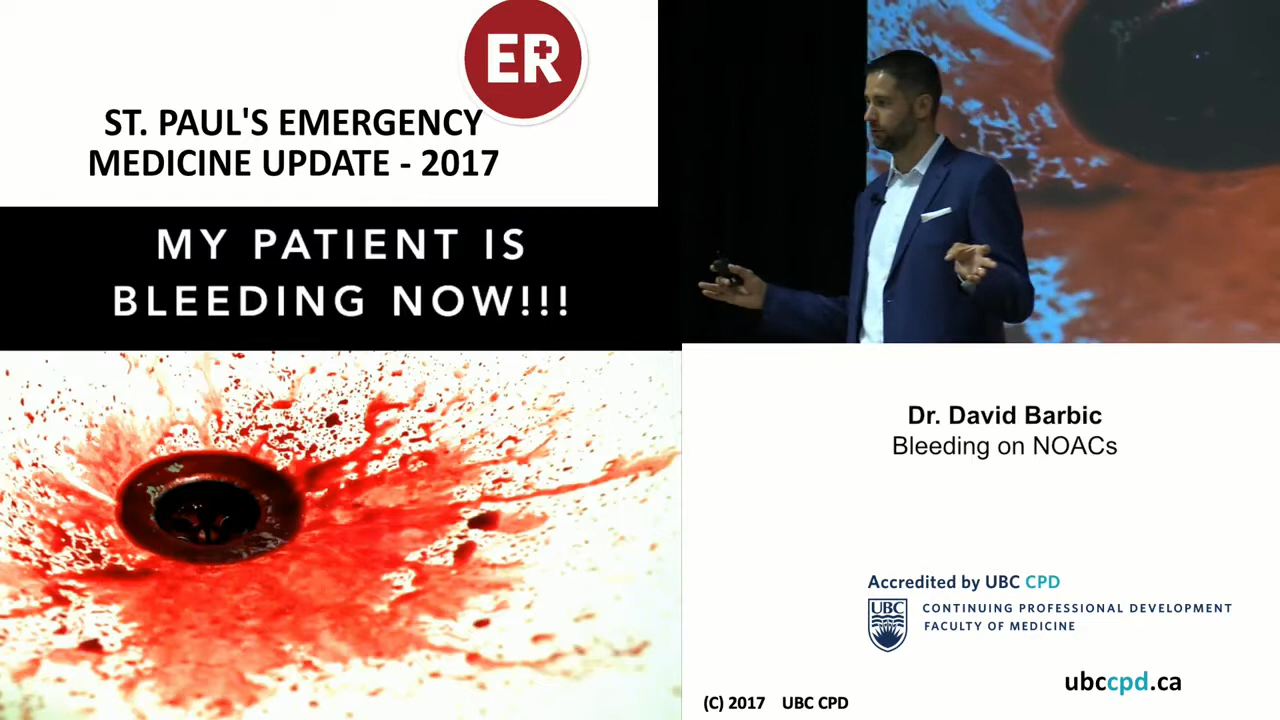 ER
ST. PAUL'S EMERGENCY
MEDICINE UPDATE - 2017
MY PATIENT IS
BLEEDING NOW!!!
Dr. David Barbic
Bleeding on NOACs
Accredited by UBC CPD
UBC
CONTINUING PROFESSIONAL DEVELOPMENT
FACULTY OF MEDICINE
ubccpd.ca
(C) 2017 UBC CPD